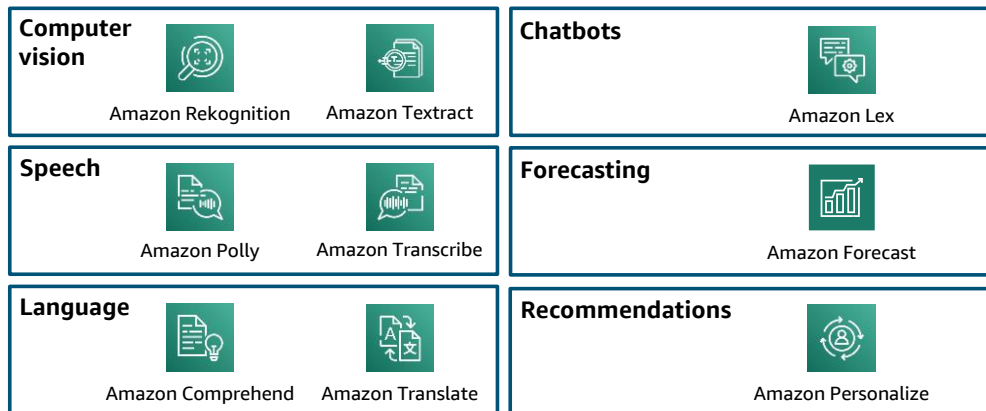 Computer
vision
Amazon Rekognition
Amazon Textract
Chatbots
Amazon Lex
Speech
Amazon Polly
Amazon Transcribe
Forecasting
Amazon Forecast
Language
A
文
Amazon Comprehend
Amazon Translate
Recommendations
Amazon Personalize